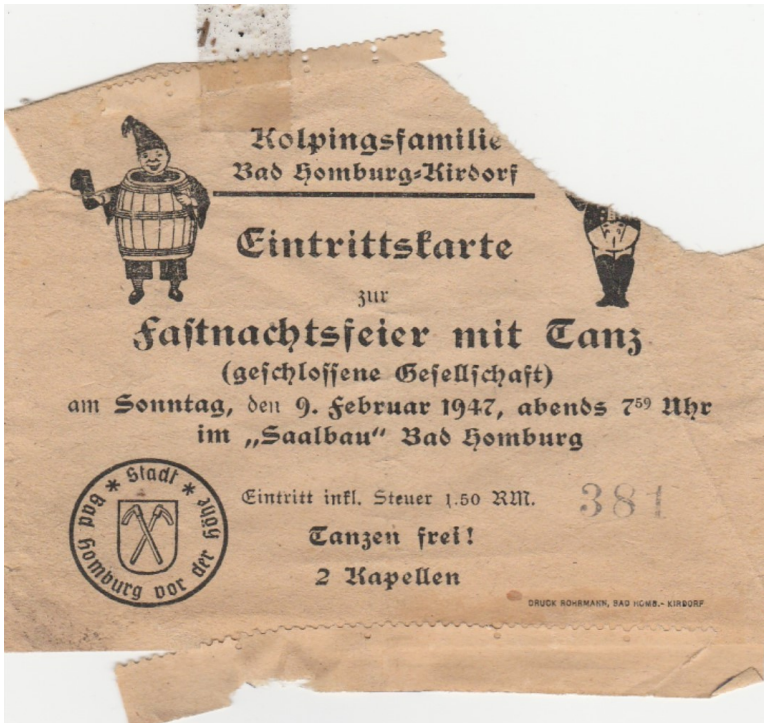 Kolpingsfamilie
Bad Homburg-Kirdorf
Eintrittskarte
zur
Fastnachtsfeier mit Tanz
(geschlossene Gesellschaft)
am Sonntag, den 9. Februar 1947, abends 7⁵⁹ Uhr
im „Saalbau“ Bad Homburg
* Stadt * Bad Homburg vor der Höhe
Eintritt inkl. Steuer 1.50 RM.
381
Tanzen frei!
2 Kapellen
DRUCK ROHRMANN, BAD HOMB.- KIRDORF